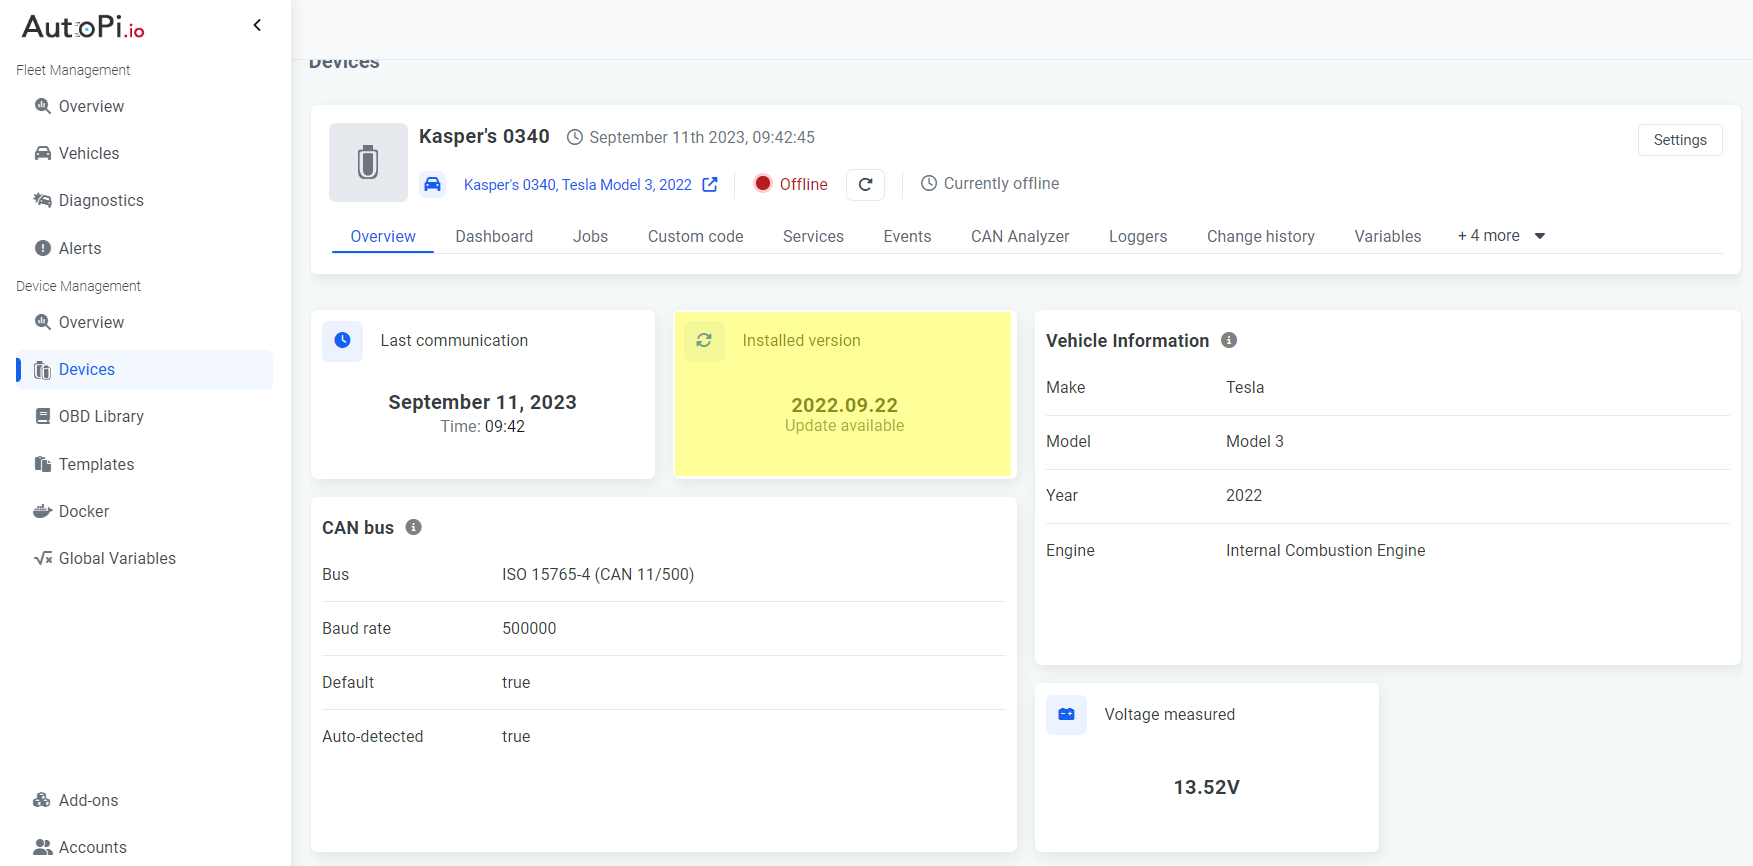 AutoPi.io
Fleet Management
Overview
Vehicles
Diagnostics
Alerts
Device Management
Overview
Devices
OBD Library
Templates
Docker
Global Variables
Add-ons
Accounts
Devices
Kasper's 0340 September 11th 2023, 09:42:45
Settings
Kasper's 0340, Tesla Model 3, 2022 Offline Currently offline
Overview Dashboard Jobs Custom code Services Events CAN Analyzer Loggers Change history Variables + 4 more
Last communication
September 11, 2023
Time: 09:42
Installed version
2022.09.22
Update available
Vehicle Information
Make Tesla
Model Model 3
Year 2022
Engine Internal Combustion Engine
CAN bus
Bus ISO 15765-4 (CAN 11/500)
Baud rate 500000
Default true
Auto-detected true
Voltage measured
13.52V